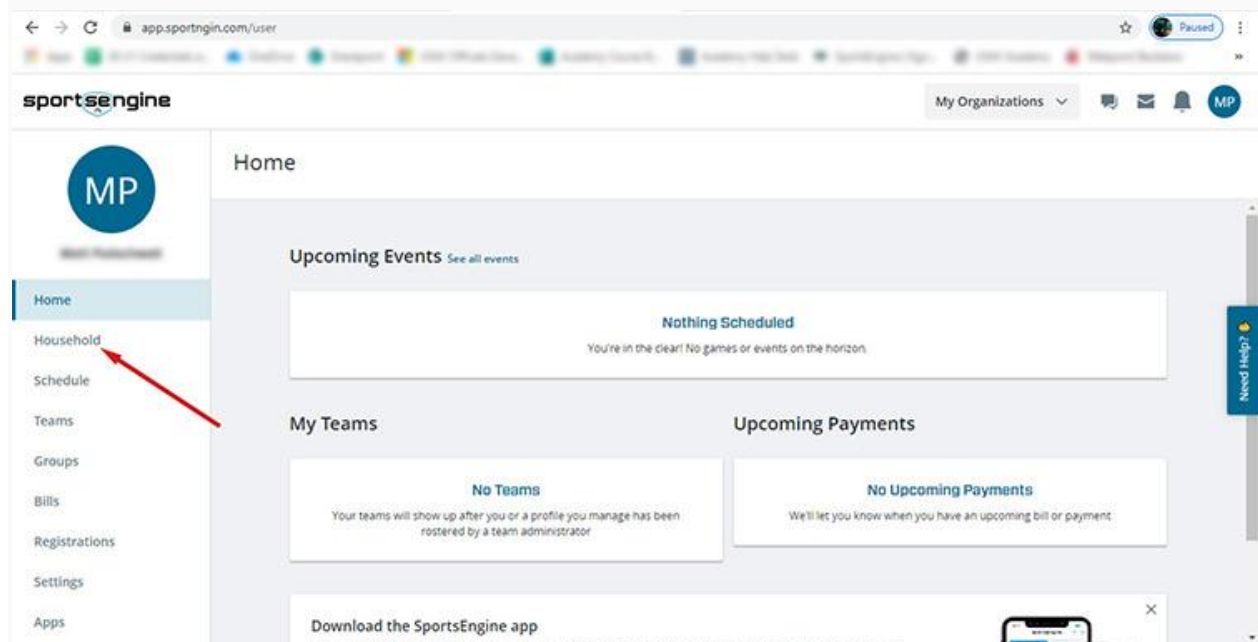 app.sportngin.com/user
Paused
sportsengine
My Organizations
MP
MP
Home
Home
Household
Schedule
Teams
Groups
Bills
Registrations
Settings
Apps
Upcoming Events See all events
Nothing Scheduled
You're in the clear! No games or events on the horizon.
My Teams
No Teams
Your teams will show up after you or a profile you manage has been
rostered by a team administrator
Upcoming Payments
No Upcoming Payments
We'll let you know when you have an upcoming bill or payment
Download the SportsEngine app
Need Help?